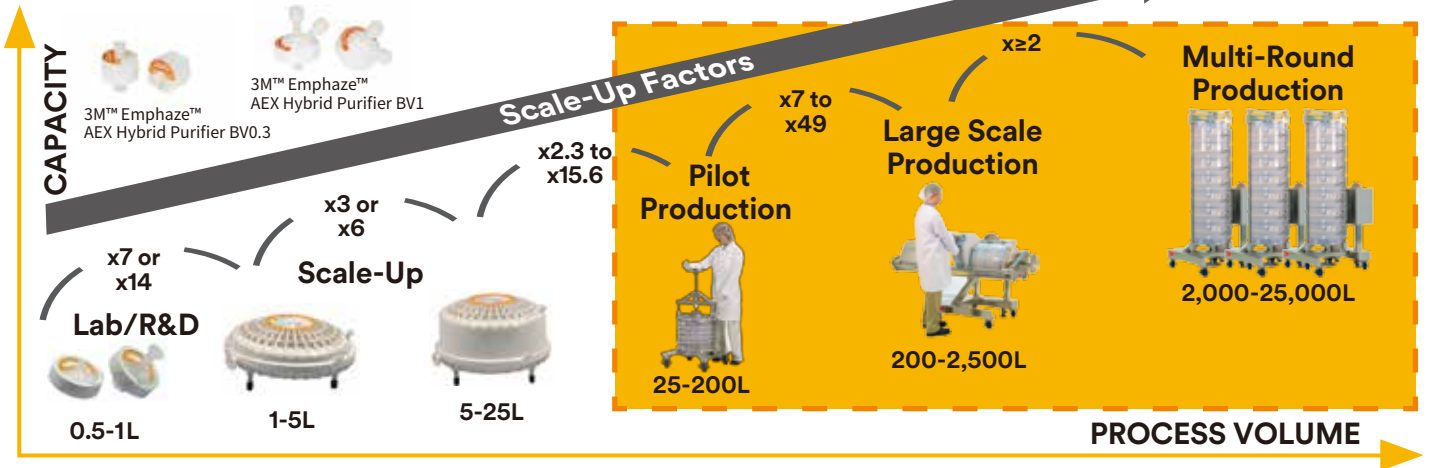 CAPACITY
3M™ Emphaze™
AEX Hybrid Purifier BV0.3
3M™ Emphaze™
AEX Hybrid Purifier BV1
Scale-Up Factors
x7 or
x14
Lab/R&D
0.5-1L
x3 or
x6
Scale-Up
1-5L
5-25L
x2.3 to
x15.6
Pilot
Production
25-200L
x7 to
x49
Large Scale
Production
200-2,500L
x≥2
Multi-Round
Production
2,000-25,000L
PROCESS VOLUME